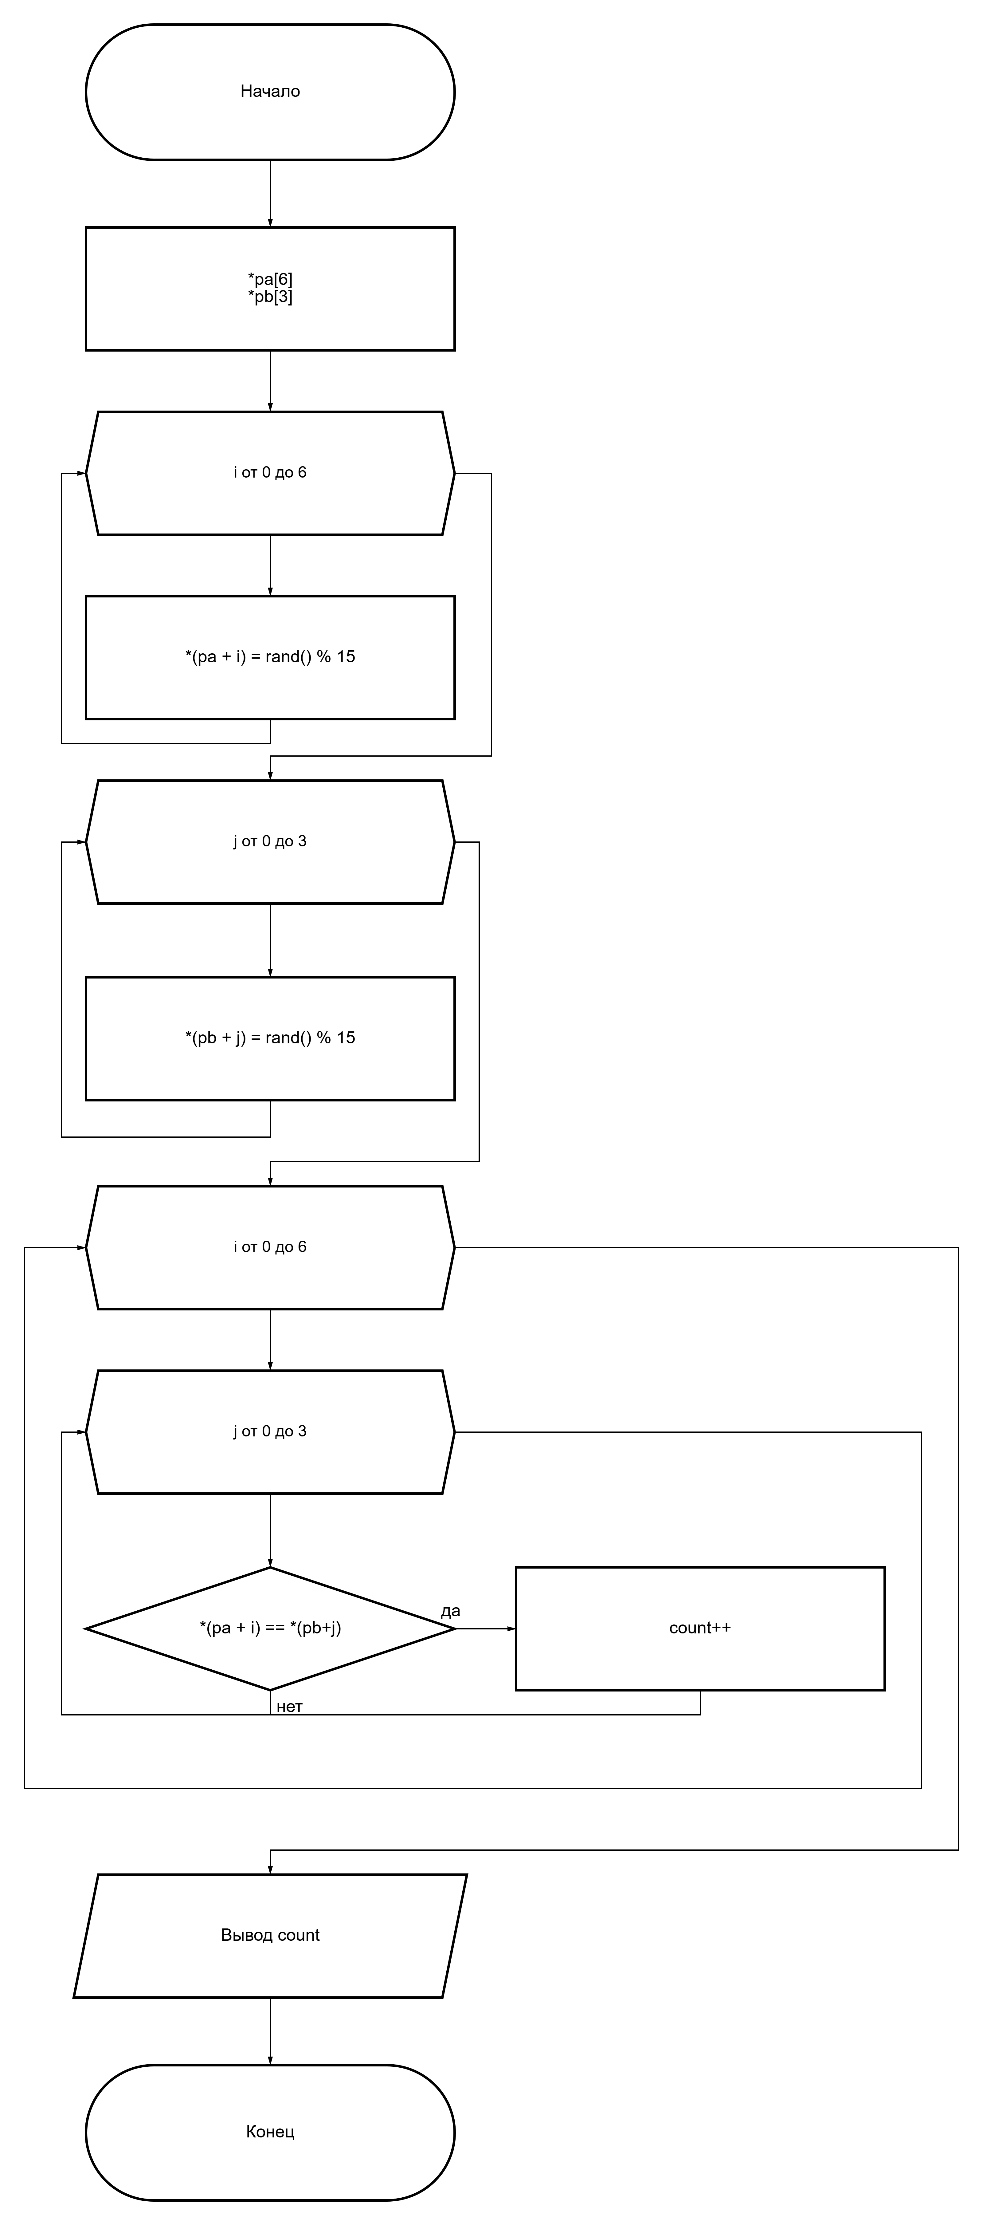 Начало
*pa[6]
*pb[3]
i от 0 до 6
*(pa + i) = rand() % 15
j от 0 до 3
*(pb + j) = rand() % 15
i от 0 до 6
j от 0 до 3
*(pa + i) == *(pb+j)
да
count++
нет
Вывод count
Конец